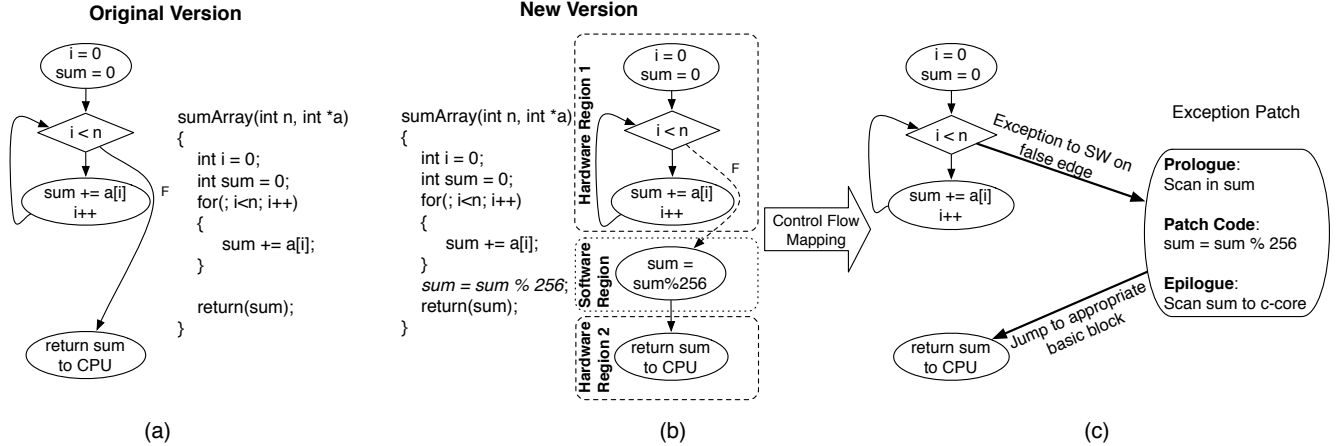 Original Version
i = 0
sum = 0
i < n
F
sum += a[i]
i++
return sum
to CPU
sumArray(int n, int *a)
{
int i = 0;
int sum = 0;
for(; i<n; i++)
{
sum += a[i];
}
return(sum);
}
(a)
New Version
sumArray(int n, int *a)
{
int i = 0;
int sum = 0;
for(; i<n; i++)
{
sum += a[i];
}
sum = sum % 256;
return(sum);
}
Hardware Region 1
i = 0
sum = 0
i < n
F
sum += a[i]
i++
Software
Region
sum =
sum%256
Hardware
Region 2
return sum
to CPU
(b)
Control Flow
Mapping
i = 0
sum = 0
i < n
sum += a[i]
i++
Exception to SW on
false edge
Exception Patch
Prologue:
Scan in sum
Patch Code:
sum = sum % 256
Epilogue:
Scan sum to c-core
Jump to appropriate
basic block
return sum
to CPU
(c)